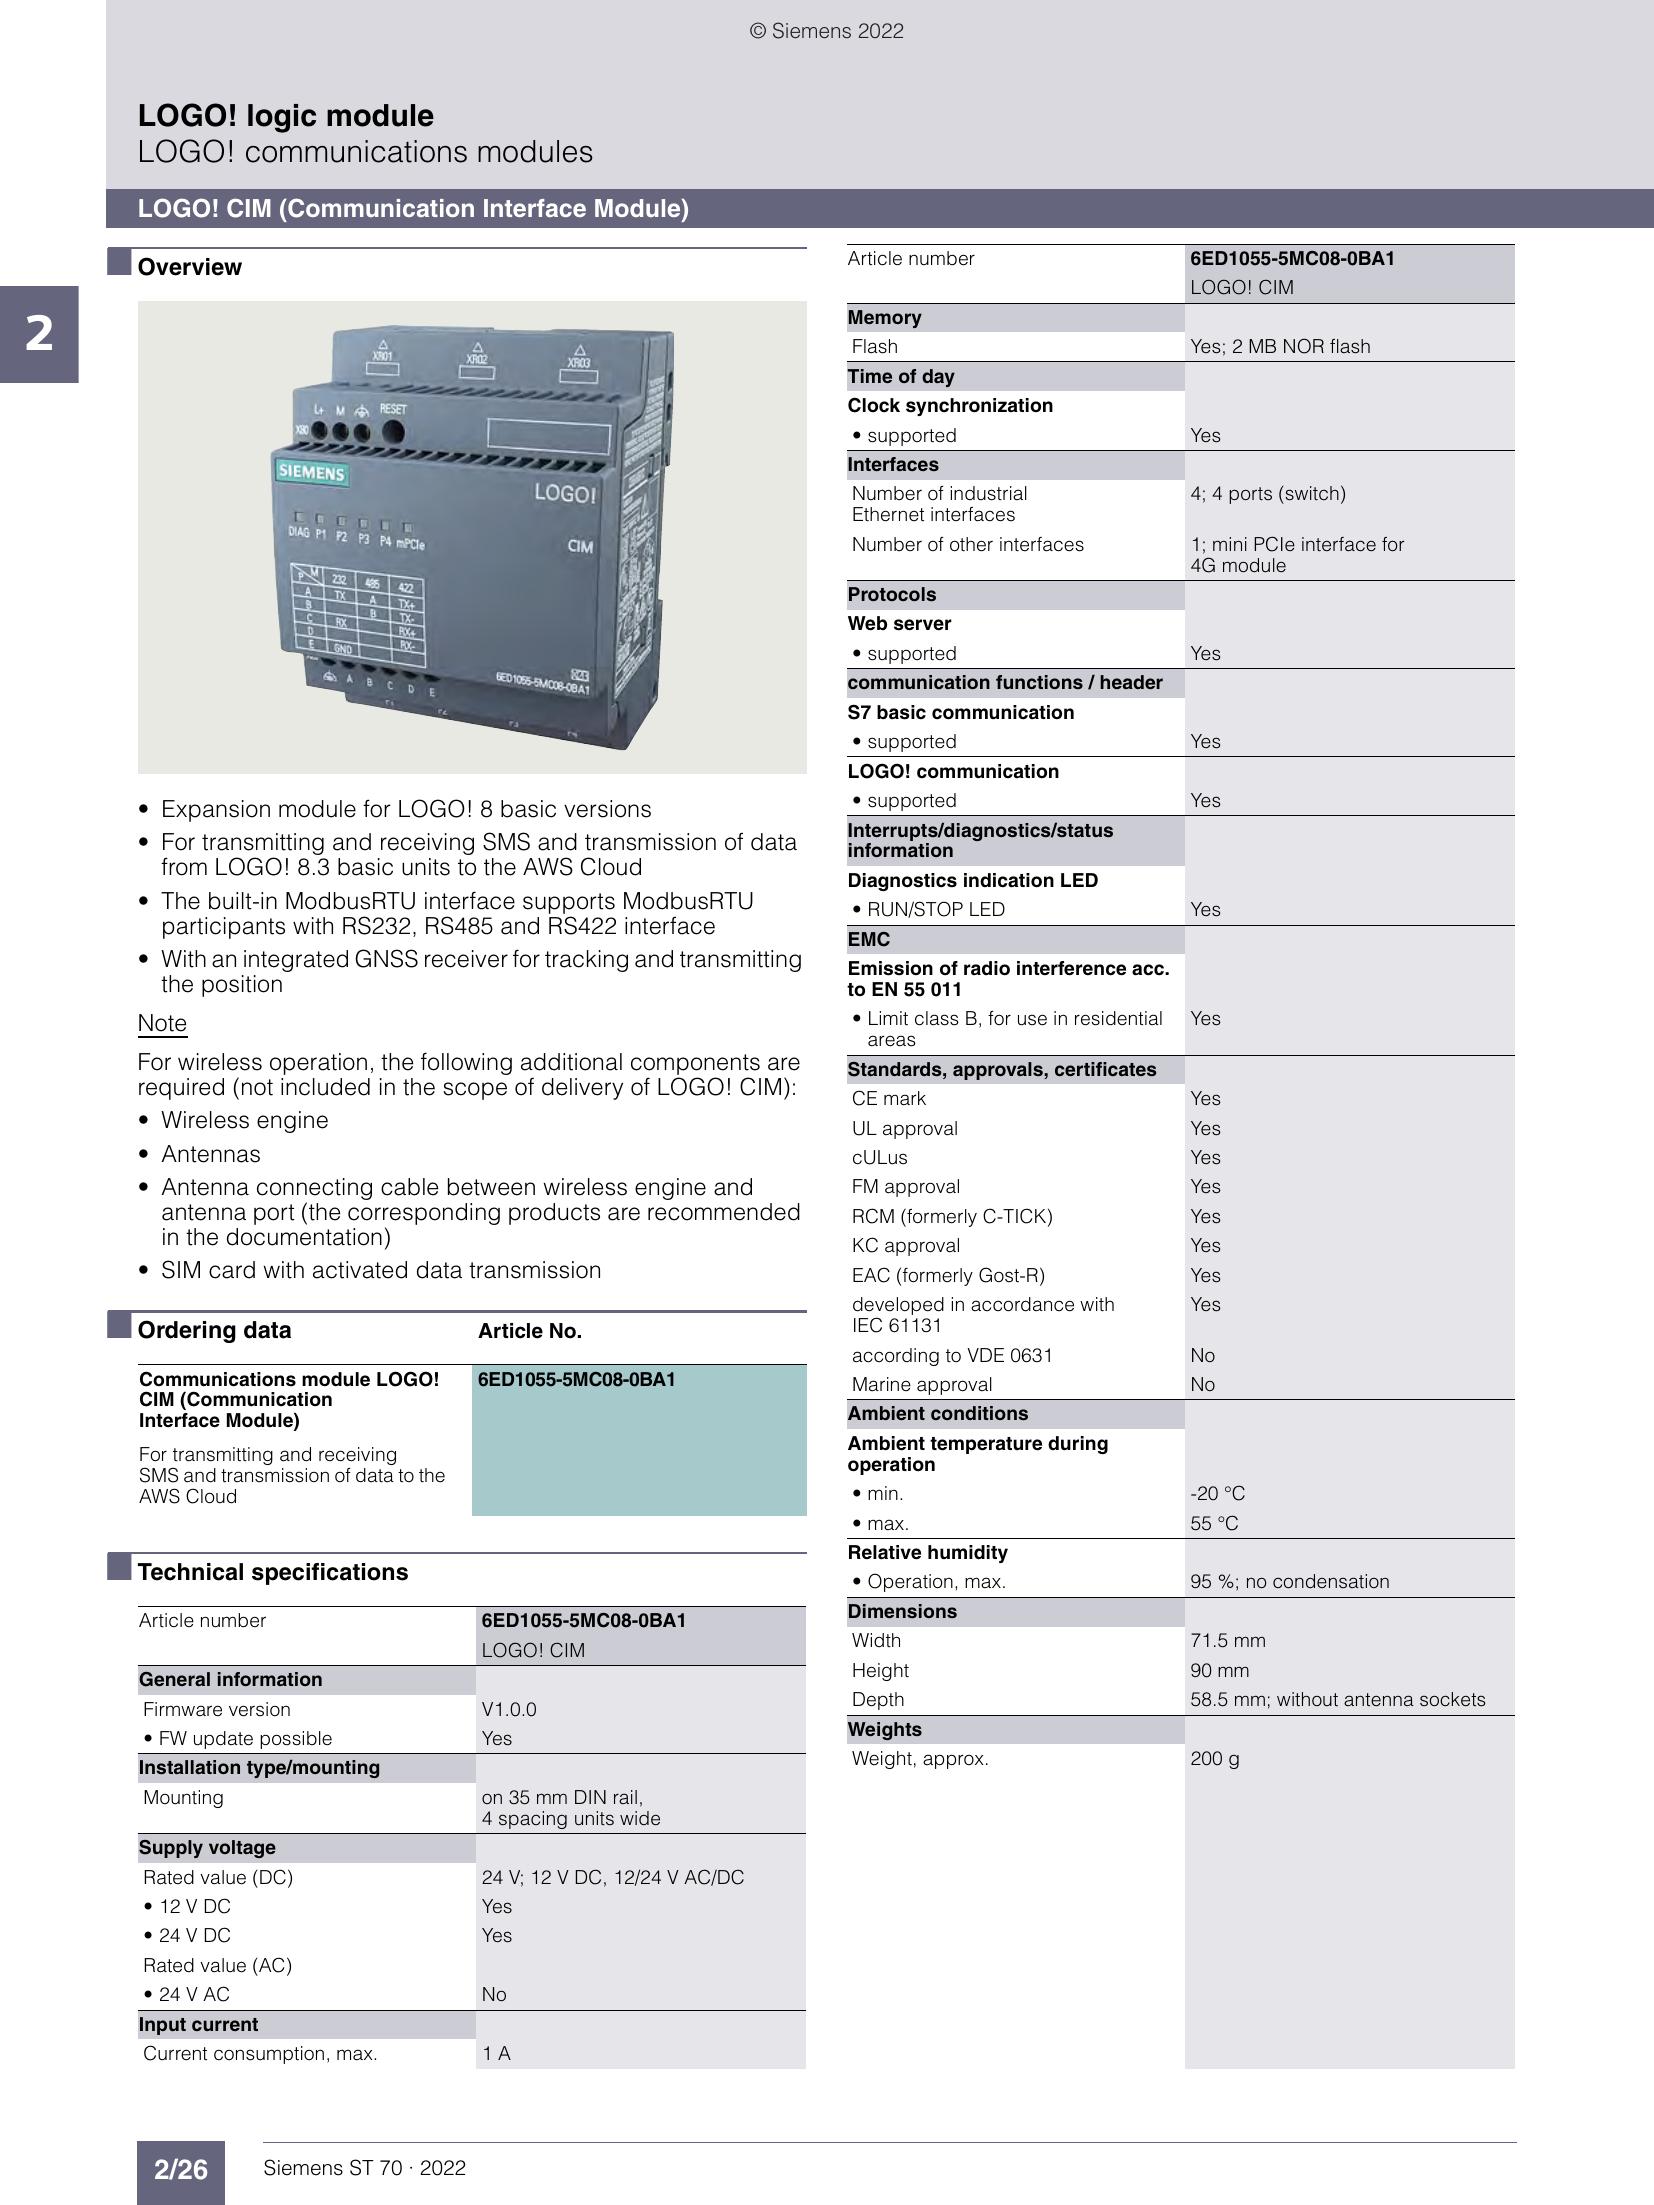 © Siemens 2022
LOGO! logic module
LOGO! communications modules
LOGO! CIM (Communication Interface Module)
2
Overview
XR01 XR02 XR03
L+ M RESET
X80
SIEMENS
LOGO!
DIAG P1 P2 P3 P4 mPCIe
CIM
P M 232 485 422
A TX A TX+
B B TX-
C RX RX+
D RX-
E GND
6ED1055-5MC08-0BA1
A B C D E
• Expansion module for LOGO! 8 basic versions
• For transmitting and receiving SMS and transmission of data
from LOGO! 8.3 basic units to the AWS Cloud
• The built-in ModbusRTU interface supports ModbusRTU
participants with RS232, RS485 and RS422 interface
• With an integrated GNSS receiver for tracking and transmitting
the position
Note
For wireless operation, the following additional components are
required (not included in the scope of delivery of LOGO! CIM):
• Wireless engine
• Antennas
• Antenna connecting cable between wireless engine and
antenna port (the corresponding products are recommended
in the documentation)
• SIM card with activated data transmission
Ordering data Article No.
Communications module LOGO! 6ED1055-5MC08-0BA1
CIM (Communication
Interface Module)
For transmitting and receiving
SMS and transmission of data to the
AWS Cloud
Technical specifications
Article number 6ED1055-5MC08-0BA1
LOGO! CIM
General information
Firmware version V1.0.0
• FW update possible Yes
Installation type/mounting
Mounting on 35 mm DIN rail,
4 spacing units wide
Supply voltage
Rated value (DC) 24 V; 12 V DC, 12/24 V AC/DC
• 12 V DC Yes
• 24 V DC Yes
Rated value (AC)
• 24 V AC No
Input current
Current consumption, max. 1 A
Article number 6ED1055-5MC08-0BA1
LOGO! CIM
Memory
Flash Yes; 2 MB NOR flash
Time of day
Clock synchronization
• supported Yes
Interfaces
Number of industrial 4; 4 ports (switch)
Ethernet interfaces
Number of other interfaces 1; mini PCIe interface for
4G module
Protocols
Web server
• supported Yes
communication functions / header
S7 basic communication
• supported Yes
LOGO! communication
• supported Yes
Interrupts/diagnostics/status
information
Diagnostics indication LED
• RUN/STOP LED Yes
EMC
Emission of radio interference acc.
to EN 55 011
• Limit class B, for use in residential Yes
areas
Standards, approvals, certificates
CE mark Yes
UL approval Yes
cULus Yes
FM approval Yes
RCM (formerly C-TICK) Yes
KC approval Yes
EAC (formerly Gost-R) Yes
developed in accordance with Yes
IEC 61131
according to VDE 0631 No
Marine approval No
Ambient conditions
Ambient temperature during
operation
• min. -20 °C
• max. 55 °C
Relative humidity
• Operation, max. 95 %; no condensation
Dimensions
Width 71.5 mm
Height 90 mm
Depth 58.5 mm; without antenna sockets
Weights
Weight, approx. 200 g
2/26 Siemens ST 70 · 2022